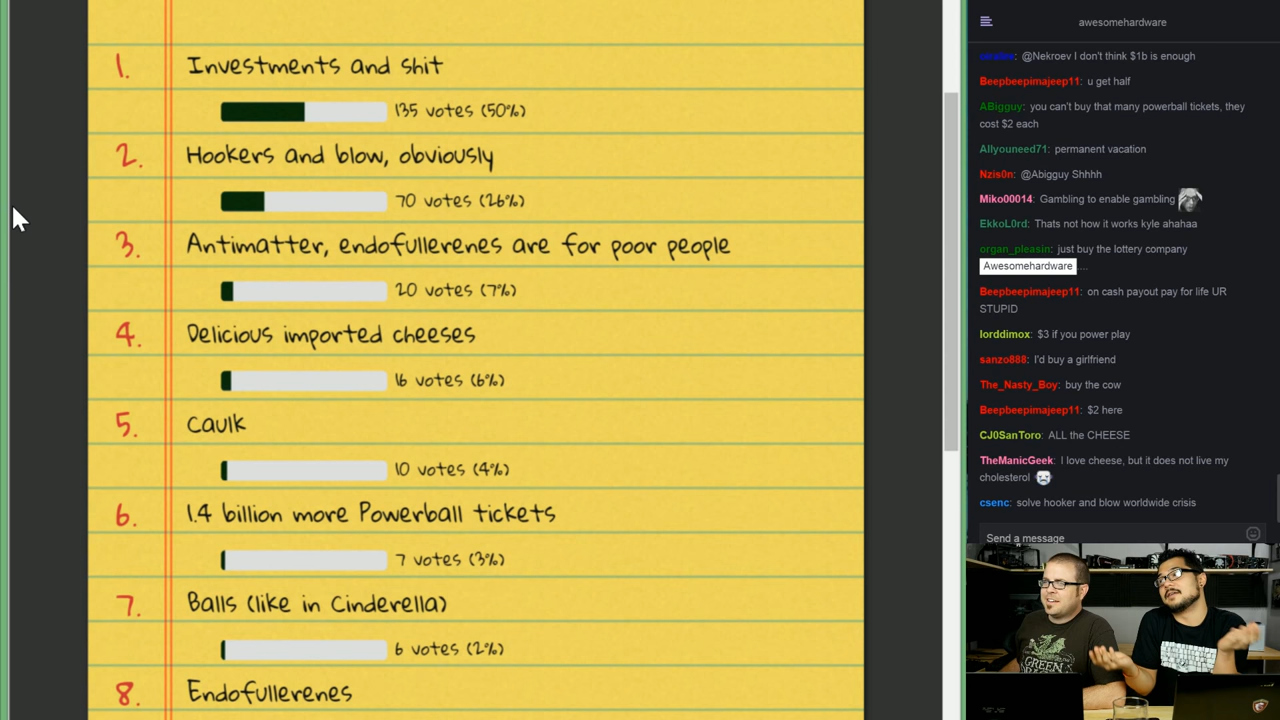 1. Investments and shit
135 votes (50%)
2. Hookers and blow, obviously
70 votes (26%)
3. Antimatter, endofullerenes are for poor people
20 votes (7%)
4. Delicious imported cheeses
16 votes (6%)
5. Caulk
10 votes (4%)
6. 1.4 billion more Powerball tickets
7 votes (3%)
7. Balls (like in Cinderella)
6 votes (2%)
8. Endofullerenes
awesomehardware
: @Nekroev I don't think $1b is enough
Beepbeepimajeep11: u get half
ABigguy: you can't buy that many powerball tickets, they
cost $2 each
Allyouneed71: permanent vacation
Nzis0n: @Abigguy Shhhh
Miko00014: Gambling to enable gambling
EkkoL0rd: Thats not how it works kyle ahahaa
organ_pleasin: just buy the lottery company
Awesomehardware ...
Beepbeepimajeep11: on cash payout pay for life UR
STUPID
lorddimox: $3 if you power play
sanzo888: I'd buy a girlfriend
The_Nasty_Boy: buy the cow
Beepbeepimajeep11: $2 here
CJ0SanToro: ALL the CHEESE
TheManicGeek: I love cheese, but it does not live my
cholesterol
csenc: solve hooker and blow worldwide crisis
Send a message
GREEN